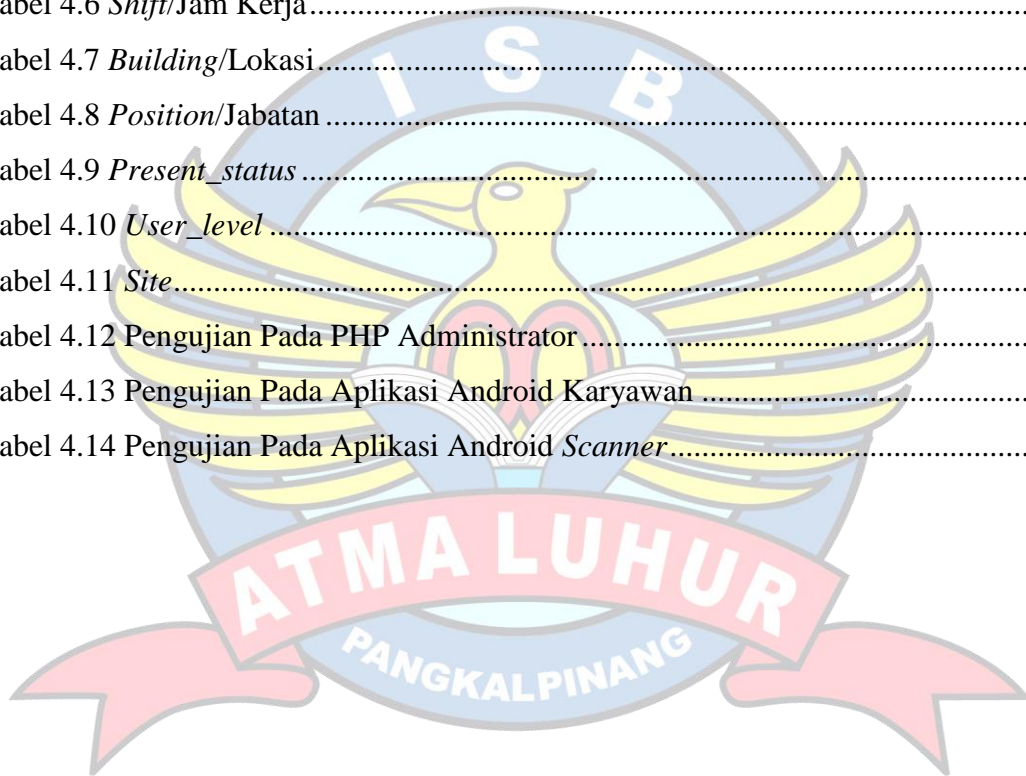 abel 4.6 Shift/Jam Kerja........................................................................................
abel 4.7 Building/Lokasi........................................................................................
abel 4.8 Position/Jabatan........................................................................................
abel 4.9 Present_status...........................................................................................
abel 4.10 User_level...............................................................................................
abel 4.11 Site..........................................................................................................
abel 4.12 Pengujian Pada PHP Administrator........................................................
abel 4.13 Pengujian Pada Aplikasi Android Karyawan.........................................
abel 4.14 Pengujian Pada Aplikasi Android Scanner.............................................
I S B
ATMA LUHUR
PANGKALPINANG